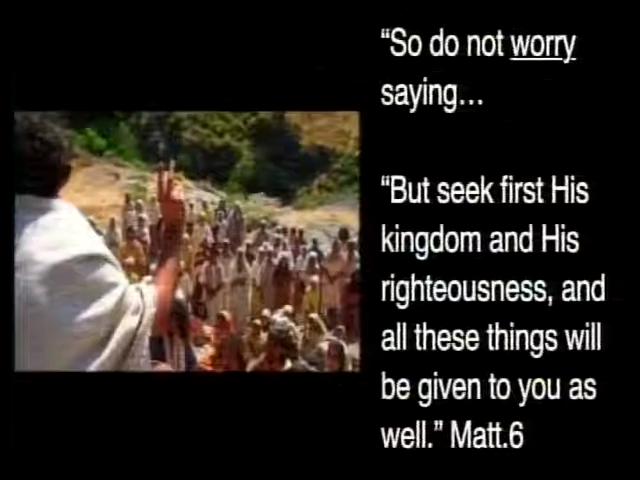 “So do not worry
saying…
“But seek first His
kingdom and His
righteousness, and
all these things will
be given to you as
well.” Matt.6